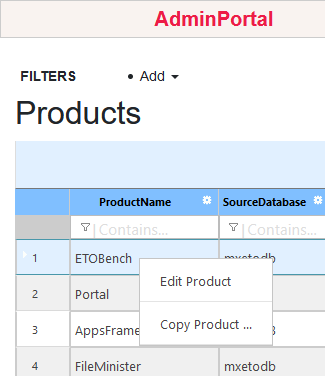 AdminPortal
FILTERS • Add
Products
ProductName SourceDatabase
Contains... Contains...
1 ETOBench mxetodb
Edit Product
2 Portal
Copy Product ...
3 AppsFrame
4 FileMinister mxetodb